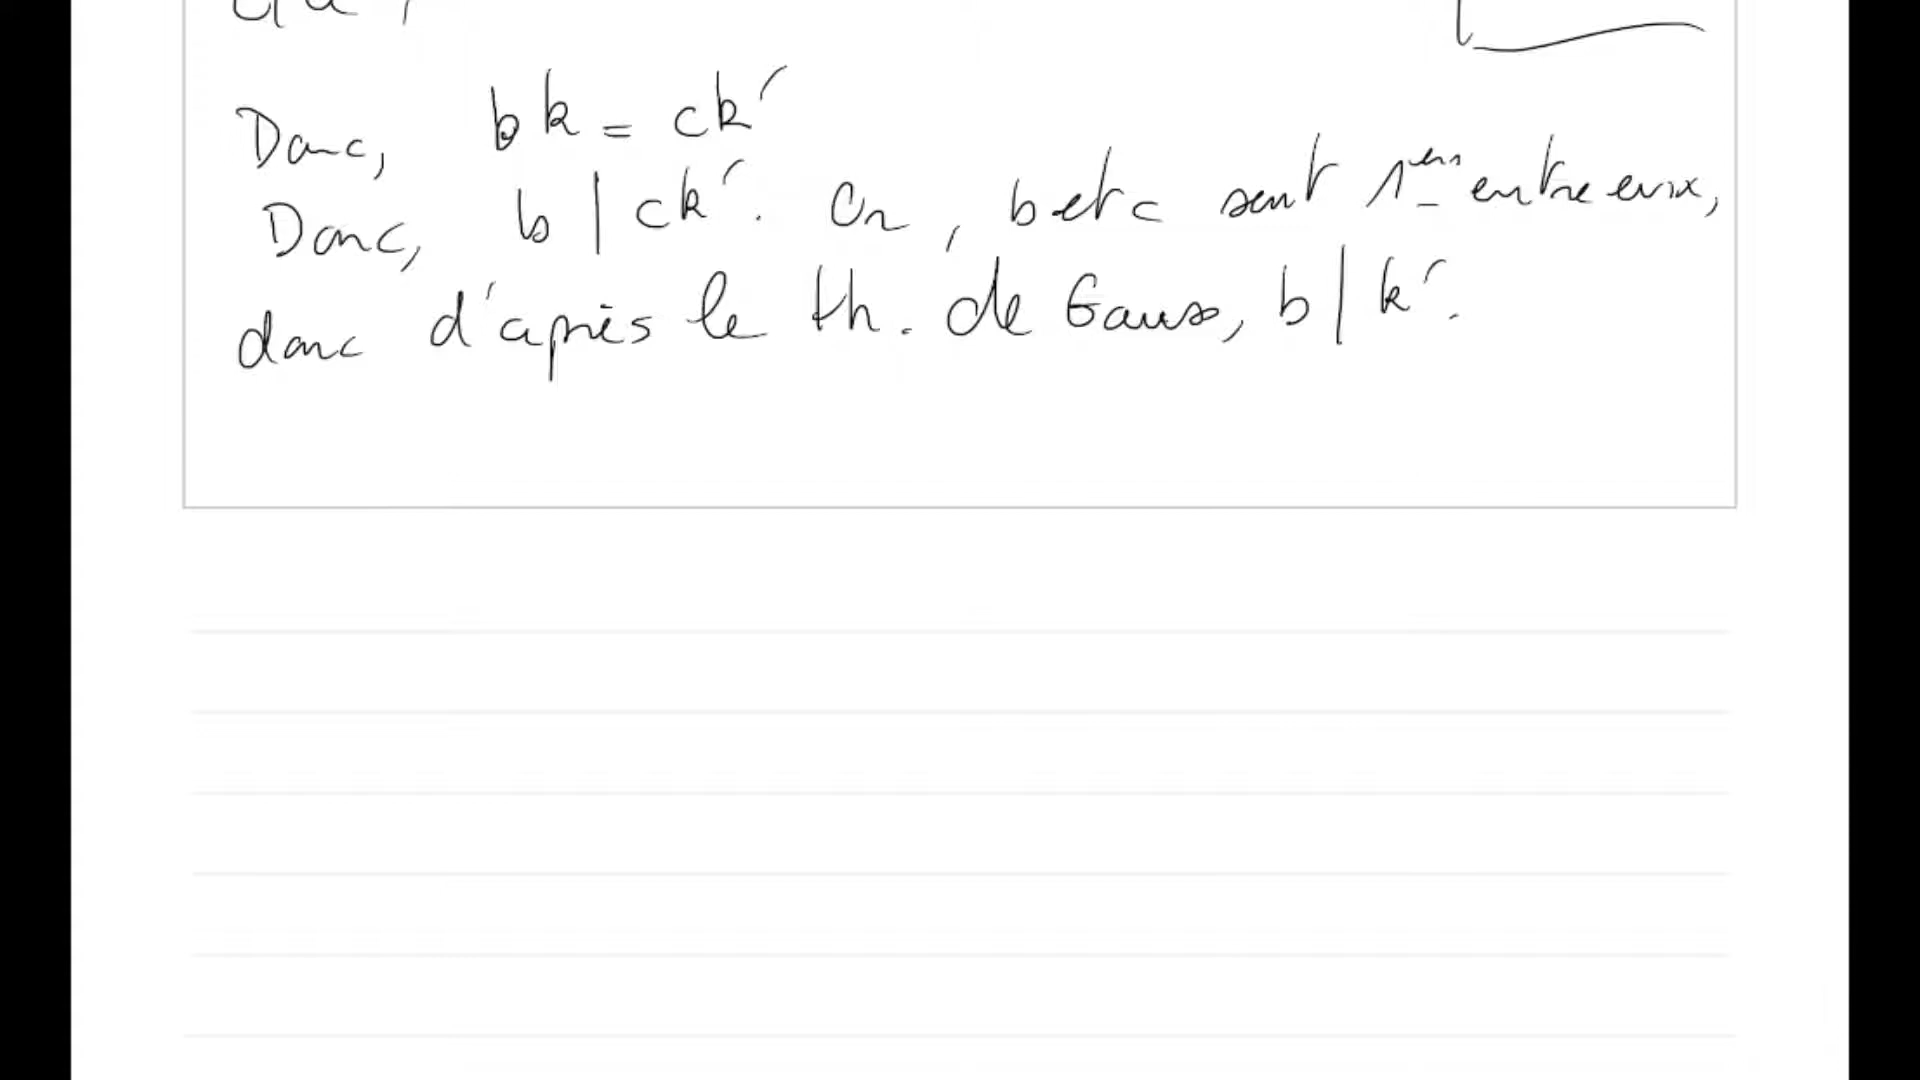 Donc, bk = ck'
Donc, b | ck'. Or, b et c sont 1ers entre eux,
donc d'après le th. de Gauss, b | k'.